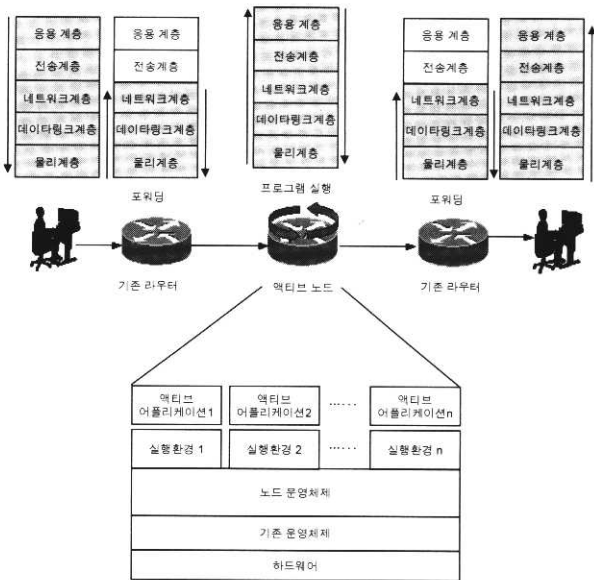 응용 계층
전송계층
네트워크계층
데이타링크계층
물리계층
응용 계층
전송계층
네트워크계층
데이타링크계층
물리계층
응용 계층
전송계층
네트워크계층
데이타링크계층
물리계층
응용 계층
전송계층
네트워크계층
데이타링크계층
물리계층
응용 계층
전송계층
네트워크계층
데이타링크계층
물리계층
포워딩
프로그램 실행
포워딩
기존 라우터
액티브 노드
기존 라우터
액티브
어플리케이션1
액티브
어플리케이션2
......
액티브
어플리케이션n
실행환경 1
실행환경 2
......
실행환경 n
노드 운영체제
기존 운영체제
하드웨어